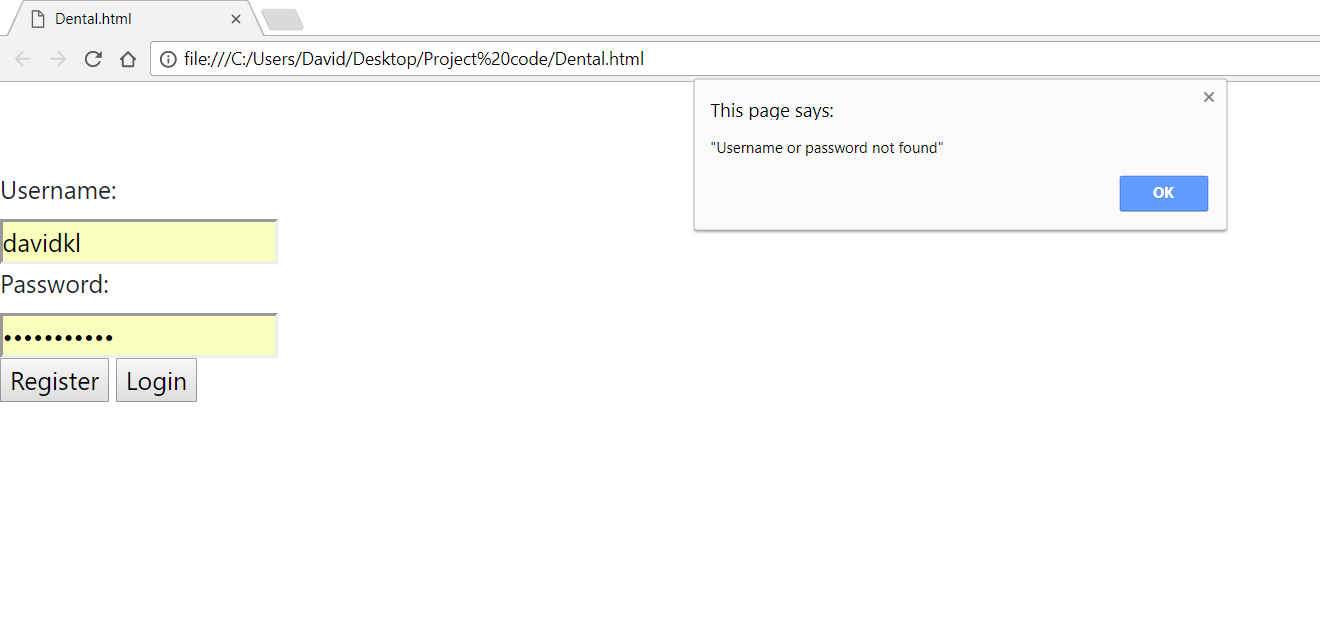 Dental.html
file:///C:/Users/David/Desktop/Project%20code/Dental.html
This page says:
"Username or password not found"
OK
Username:
davidkl
Password:
•••••••••••
Register Login